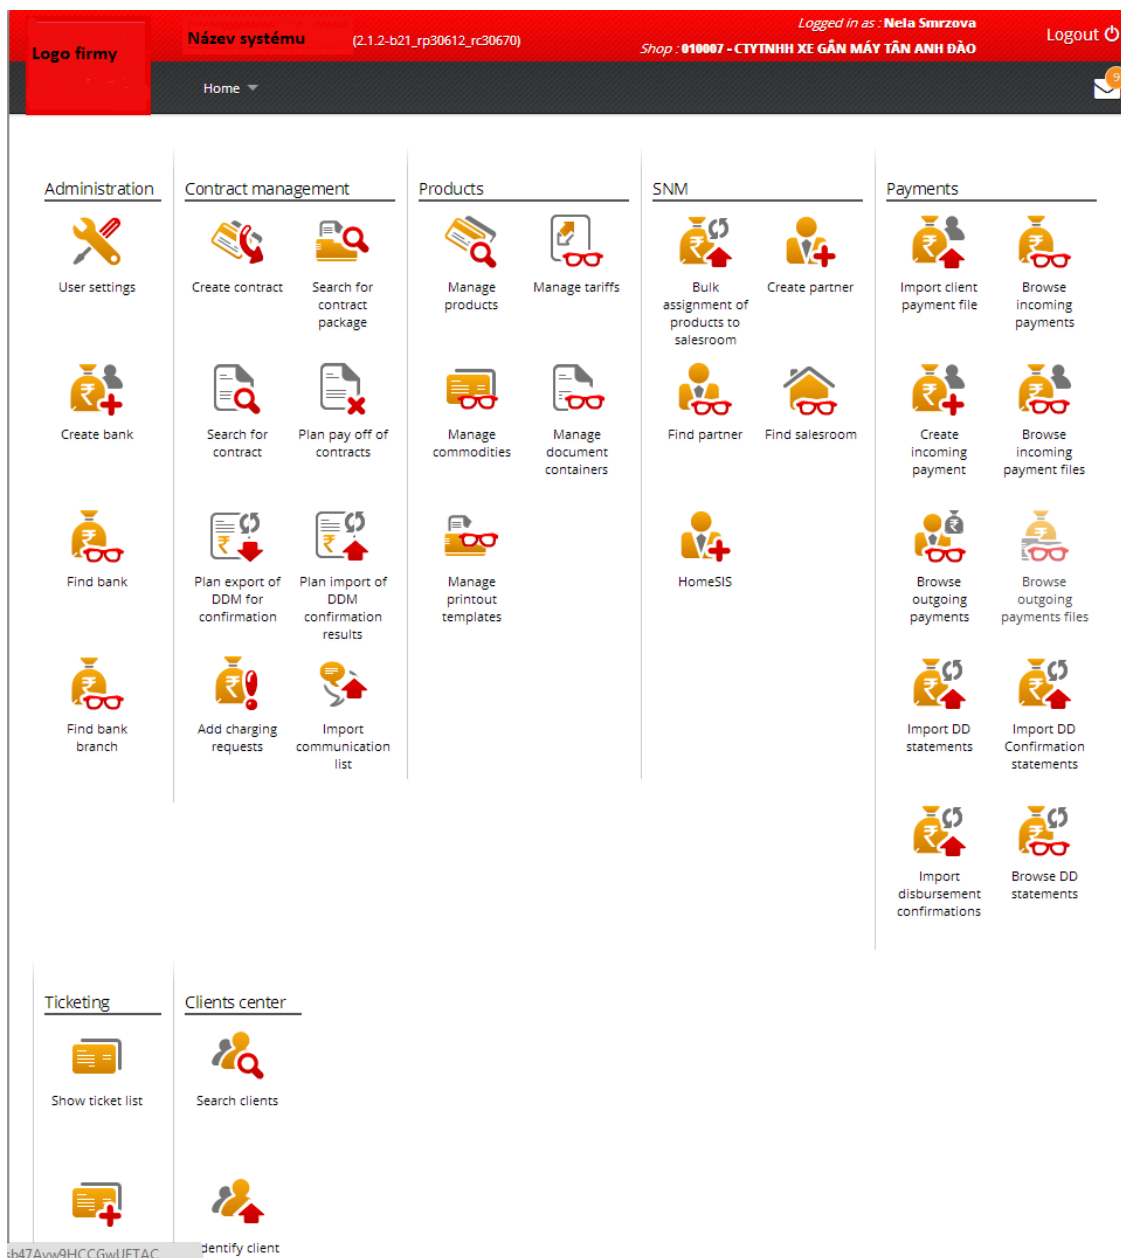 Logo firmy
Název systému
(2.1.2-b21_rp30612_rc30670)
Logged in as : Nela Smrzova
Shop : 010007 - CTYTNHH XE GẮN MÁY TÂN ANH ĐÀO
Logout
Home
9
Administration
User settings
Create bank
Find bank
Find bank
branch
Contract management
Create contract
Search for
contract
package
Search for
contract
Plan pay off of
contracts
Plan export of
DDM for
confirmation
Plan import of
DDM
confirmation
results
Add charging
requests
Import
communication
list
Products
Manage
products
Manage tariffs
Manage
commodities
Manage
document
containers
Manage
printout
templates
SNM
Bulk
assignment of
products to
salesroom
Create partner
Find partner
Find salesroom
HomeSIS
Payments
Import client
payment file
Browse
incoming
payments
Create
incoming
payment
Browse
incoming
payment files
Browse
outgoing
payments
Browse
outgoing
payments files
Import DD
statements
Import DD
Confirmation
statements
Import
disbursement
confirmations
Browse DD
statements
Ticketing
Show ticket list
Clients center
Search clients
dentify client